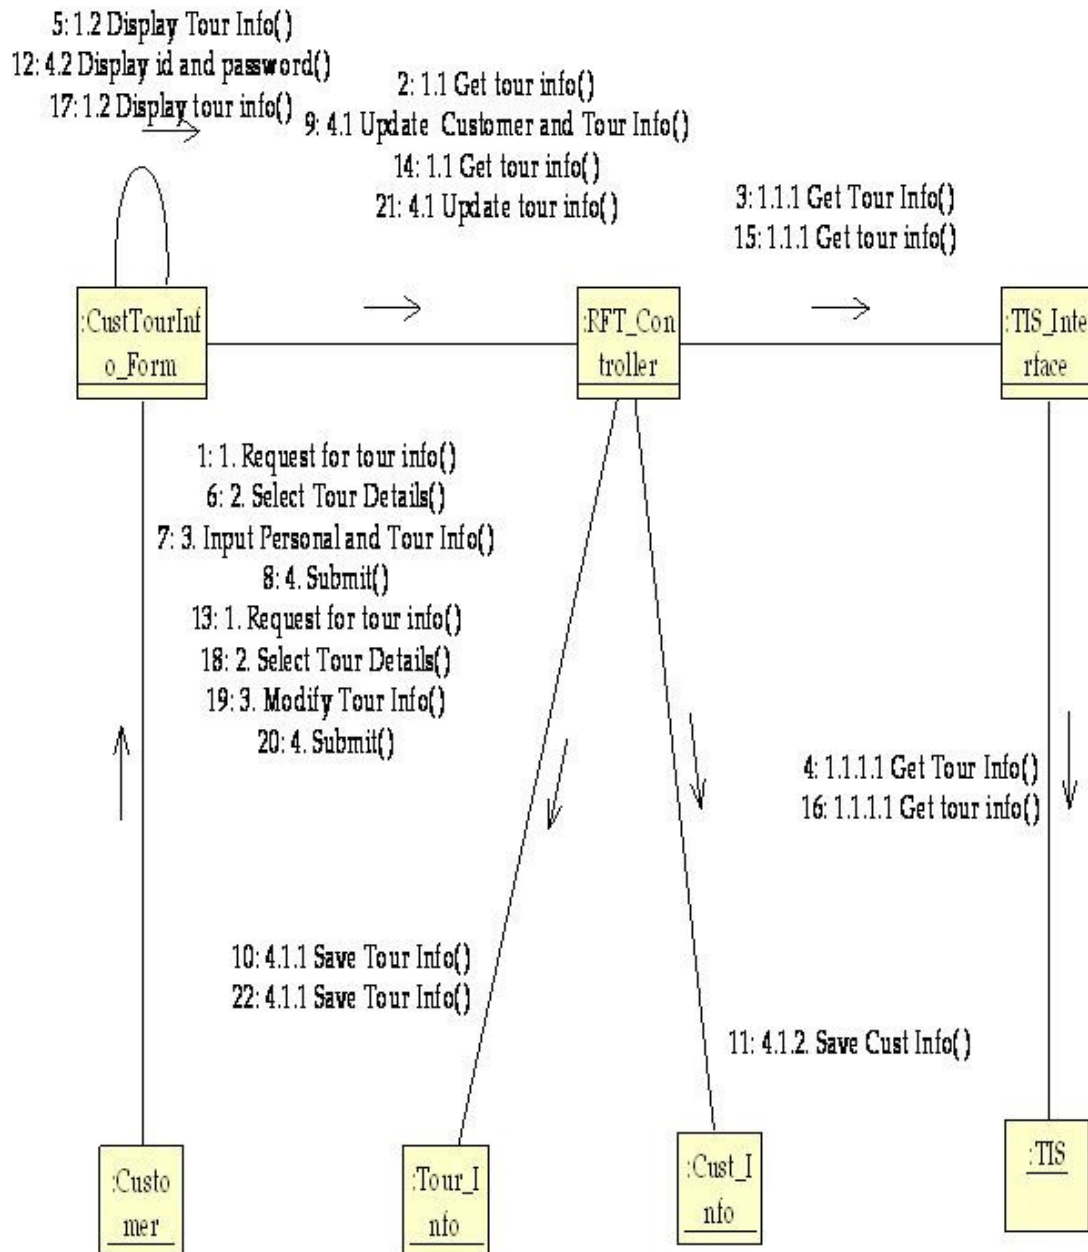 5: 1.2 Display Tour Info()
12: 4.2 Display id and password()
17: 1.2 Display tour info()
2: 1.1 Get tour info()
9: 4.1 Update Customer and Tour Info()
14: 1.1 Get tour info()
21: 4.1 Update tour info()
3: 1.1.1 Get Tour Info()
15: 1.1.1 Get tour info()
:CustTourInf
o_Form
:RFT_Con
troller
:TIS_Inte
rface
1: 1. Request for tour info()
6: 2. Select Tour Details()
7: 3. Input Personal and Tour Info()
8: 4. Submit()
13: 1. Request for tour info()
18: 2. Select Tour Details()
19: 3. Modify Tour Info()
20: 4. Submit()
4: 1.1.1.1 Get Tour Info()
16: 1.1.1.1 Get tour info()
10: 4.1.1 Save Tour Info()
22: 4.1.1 Save Tour Info()
11: 4.1.2. Save Cust Info()
:Custo
mer
:Tour_I
nfo
:Cust_I
nfo
:TIS